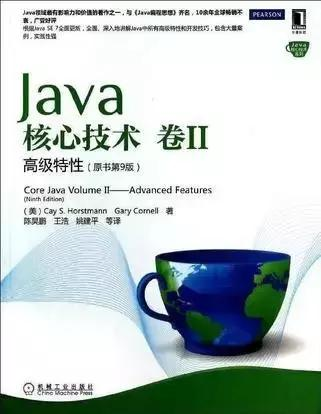 Java领域最有影响力和价值的著作之一，与《Java编程思想》齐名，10余年全球畅销不
衰，广受好评
根据Java SE 7全面更新，全面、深入地讲解Java中所有高级特性和开发技巧，包含大量案
例，实践性强
PEARSON
Java
核心技术 卷II
高级特性（原书第9版）
Core Java Volume II——Advanced Features
(Ninth Edition)
（美）Cay S. Horstmann Gary Cornell 著
陈昊鹏 王浩 姚建平 等译
机械工业出版社
China Machine Press